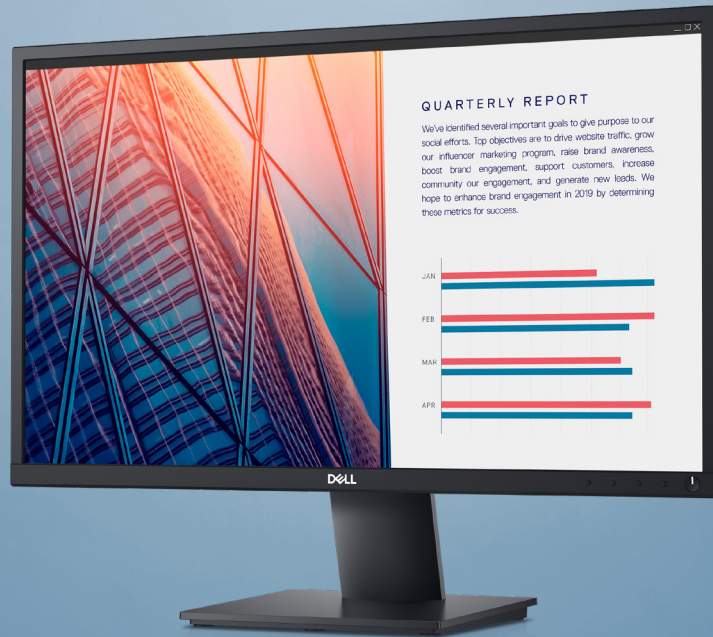 QUARTERLY REPORT
We've identified several important goals to give purpose to our
social efforts. Top objectives are to drive website traffic, grow
our influencer marketing program, raise brand awareness,
boost brand engagement, support customers, increase
community our engagement, and generate new leads. We
hope to enhance brand engagement in 2019 by determining
these metrics for success.
JAN
FEB
MAR
APR
DELL